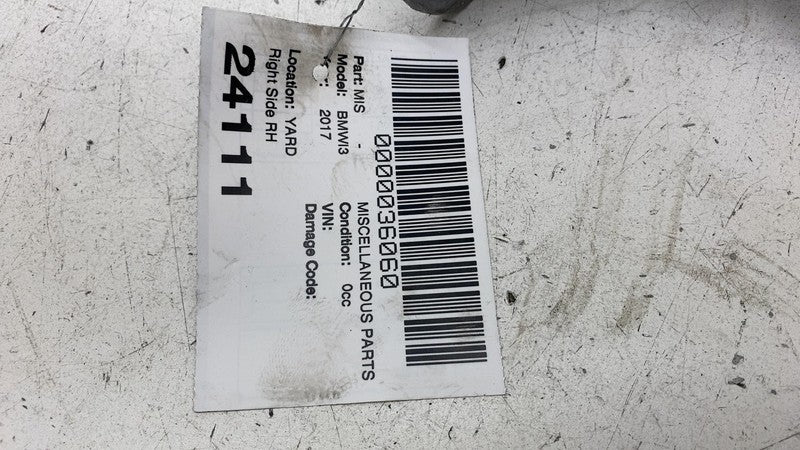 0000036060
Part: MIS - MISCELLANEOUS PARTS
Model: BMWI3 Condition: 0cc
2017 VIN:
Damage Code:
Location: YARD
Right Side RH
24111